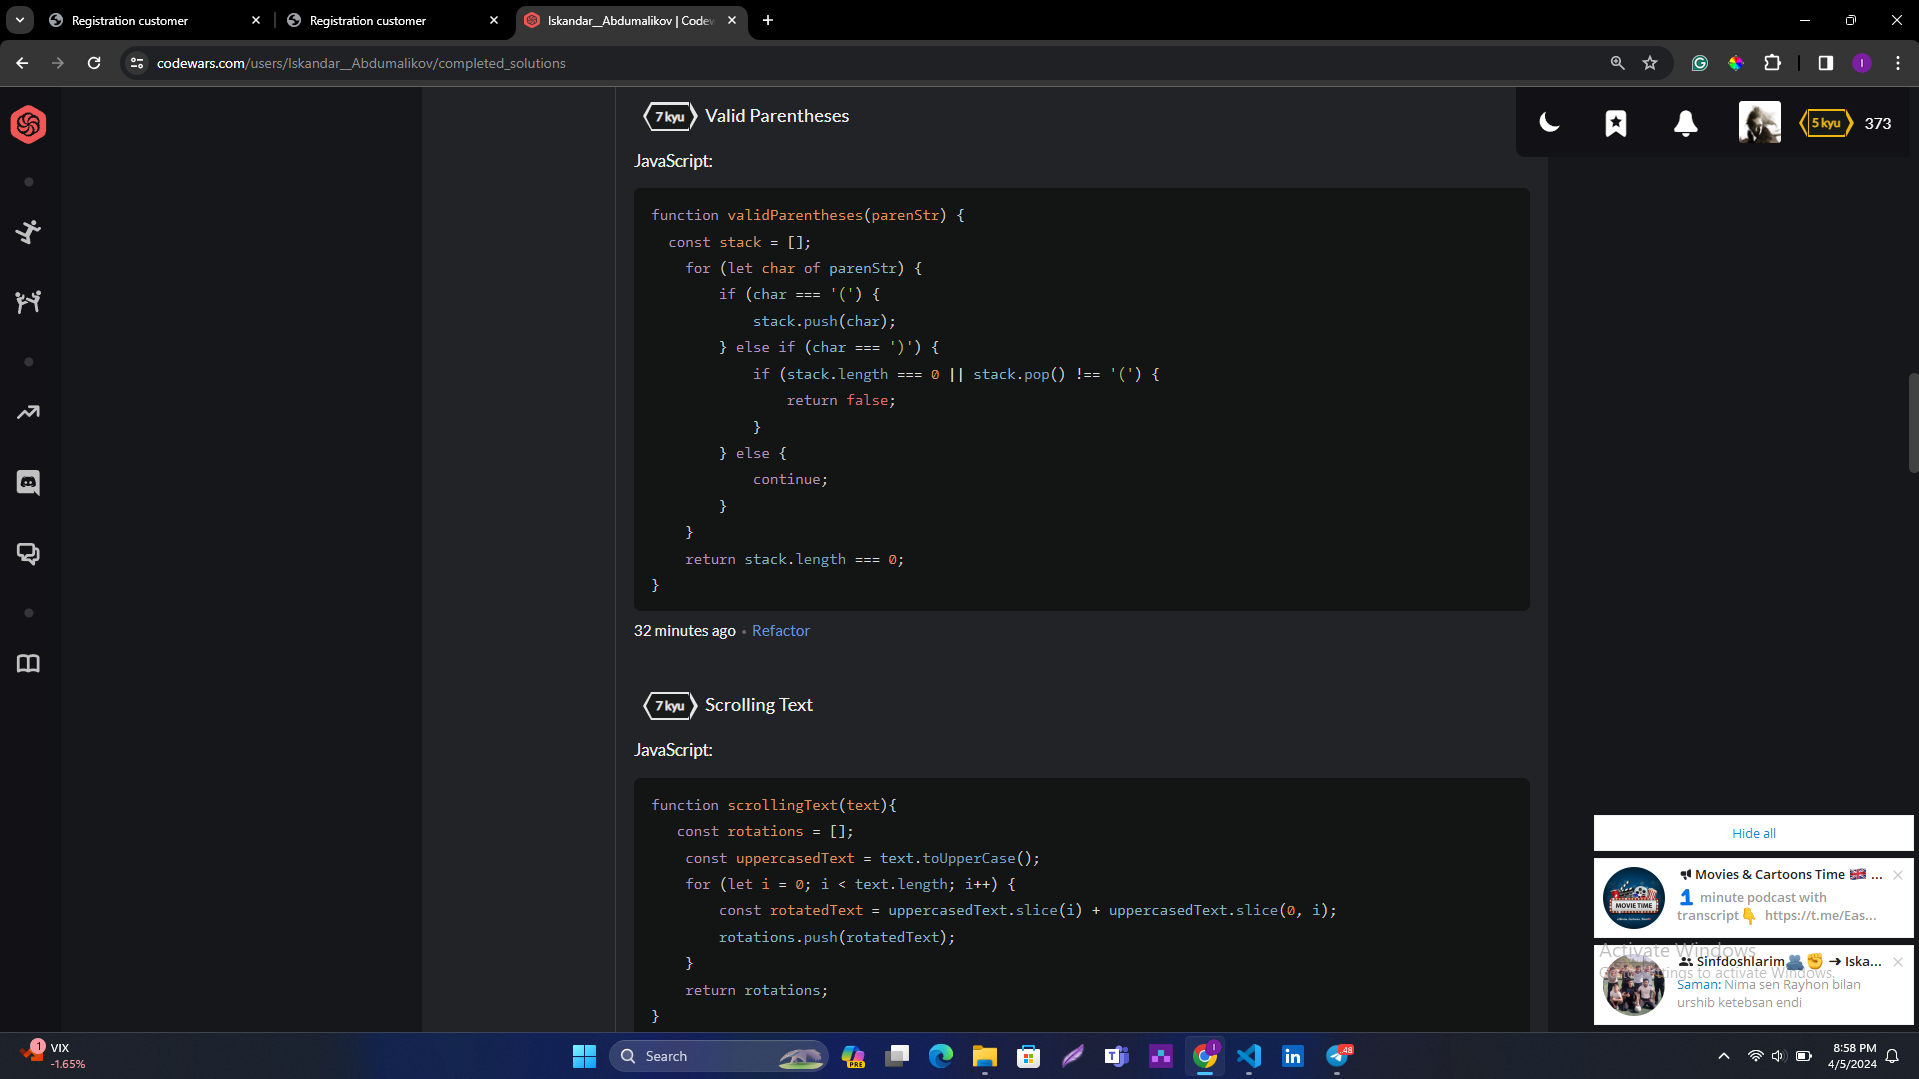 Registration customer
Registration customer
Iskandar__Abdumalikov | Codew
codewars.com/users/Iskandar__Abdumalikov/completed_solutions
I
7 kyu Valid Parentheses
5 kyu 373
JavaScript:
function validParentheses(parenStr) {
  const stack = [];
    for (let char of parenStr) {
        if (char === '(') {
            stack.push(char);
        } else if (char === ')') {
            if (stack.length === 0 || stack.pop() !== '(') {
                return false;
            }
        } else {
            continue;
        }
    }
    return stack.length === 0;
}
32 minutes ago • Refactor
7 kyu Scrolling Text
JavaScript:
function scrollingText(text){
   const rotations = [];
    const uppercasedText = text.toUpperCase();
    for (let i = 0; i < text.length; i++) {
        const rotatedText = uppercasedText.slice(i) + uppercasedText.slice(0, i);
        rotations.push(rotatedText);
    }
    return rotations;
}
Hide all
Movies & Cartoons Time 🇬🇧 ...
1 minute podcast with
transcript👇 https://t.me/Eas...
MOVIE TIME
Activate Windows
Sinfdoshlarim🫂✊ ➜ Iska...
Saman: Nima sen Rayhon bilan
urshib ketebsan endi
tings to activate Windows.
1
VIX
-1.65%
Search
PRE
I
48
8:58 PM
4/5/2024